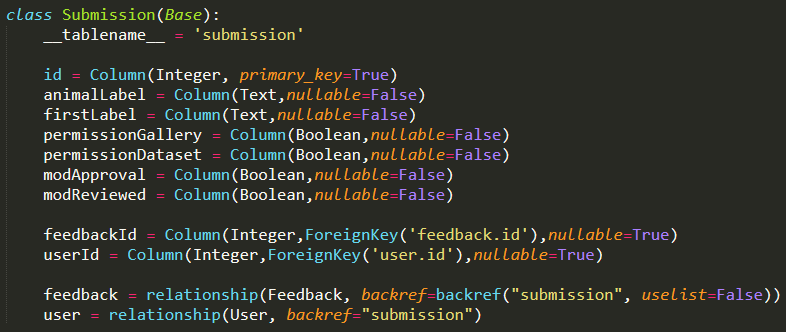 class Submission(Base):
    __tablename__ = 'submission'

    id = Column(Integer, primary_key=True)
    animalLabel = Column(Text,nullable=False)
    firstLabel = Column(Text,nullable=False)
    permissionGallery = Column(Boolean,nullable=False)
    permissionDataset = Column(Boolean,nullable=False)
    modApproval = Column(Boolean,nullable=False)
    modReviewed = Column(Boolean,nullable=False)

    feedbackId = Column(Integer,ForeignKey('feedback.id'),nullable=True)
    userId = Column(Integer,ForeignKey('user.id'),nullable=True)

    feedback = relationship(Feedback, backref=backref("submission", uselist=False))
    user = relationship(User, backref="submission")